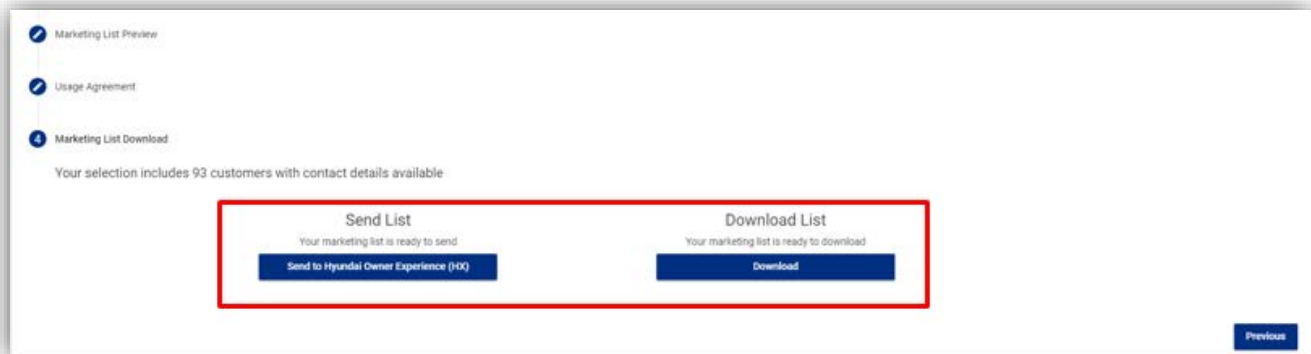 Marketing List Preview
Usage Agreement
4 Marketing List Download
Your selection includes 93 customers with contact details available
Send List
Your marketing list is ready to send
Send to Hyundai Owner Experience (HX)
Download List
Your marketing list is ready to download
Download
Previous